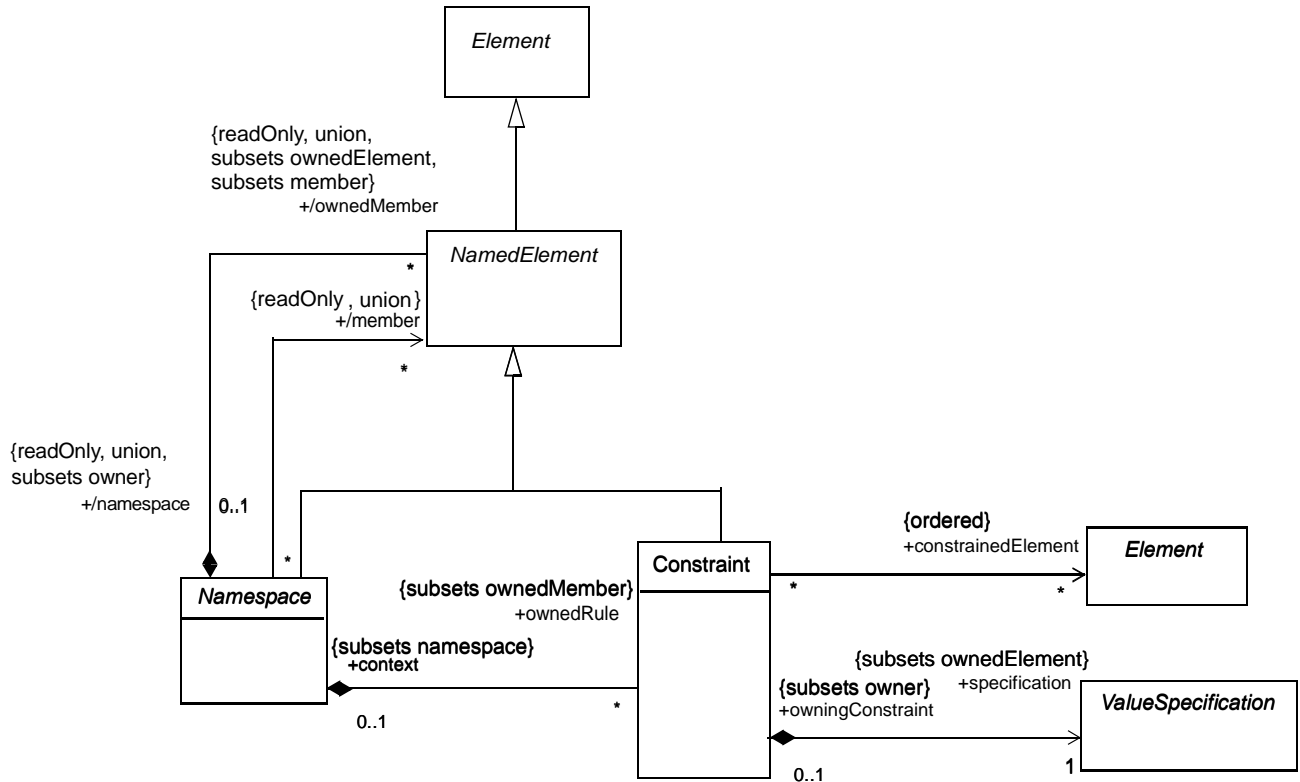 Element
{readOnly, union,
subsets ownedElement,
subsets member}
+/ownedMember
NamedElement
*
{readOnly , union}
+/member
*
{readOnly, union,
subsets owner}
+/namespace
0..1
*
Namespace
{subsets ownedMember}
+ownedRule
Constraint
{ordered}
+constrainedElement
*
*
Element
{subsets namespace}
+context
0..1
*
{subsets ownedElement}
+specification
{subsets owner}
+owningConstraint
0..1
1
ValueSpecification